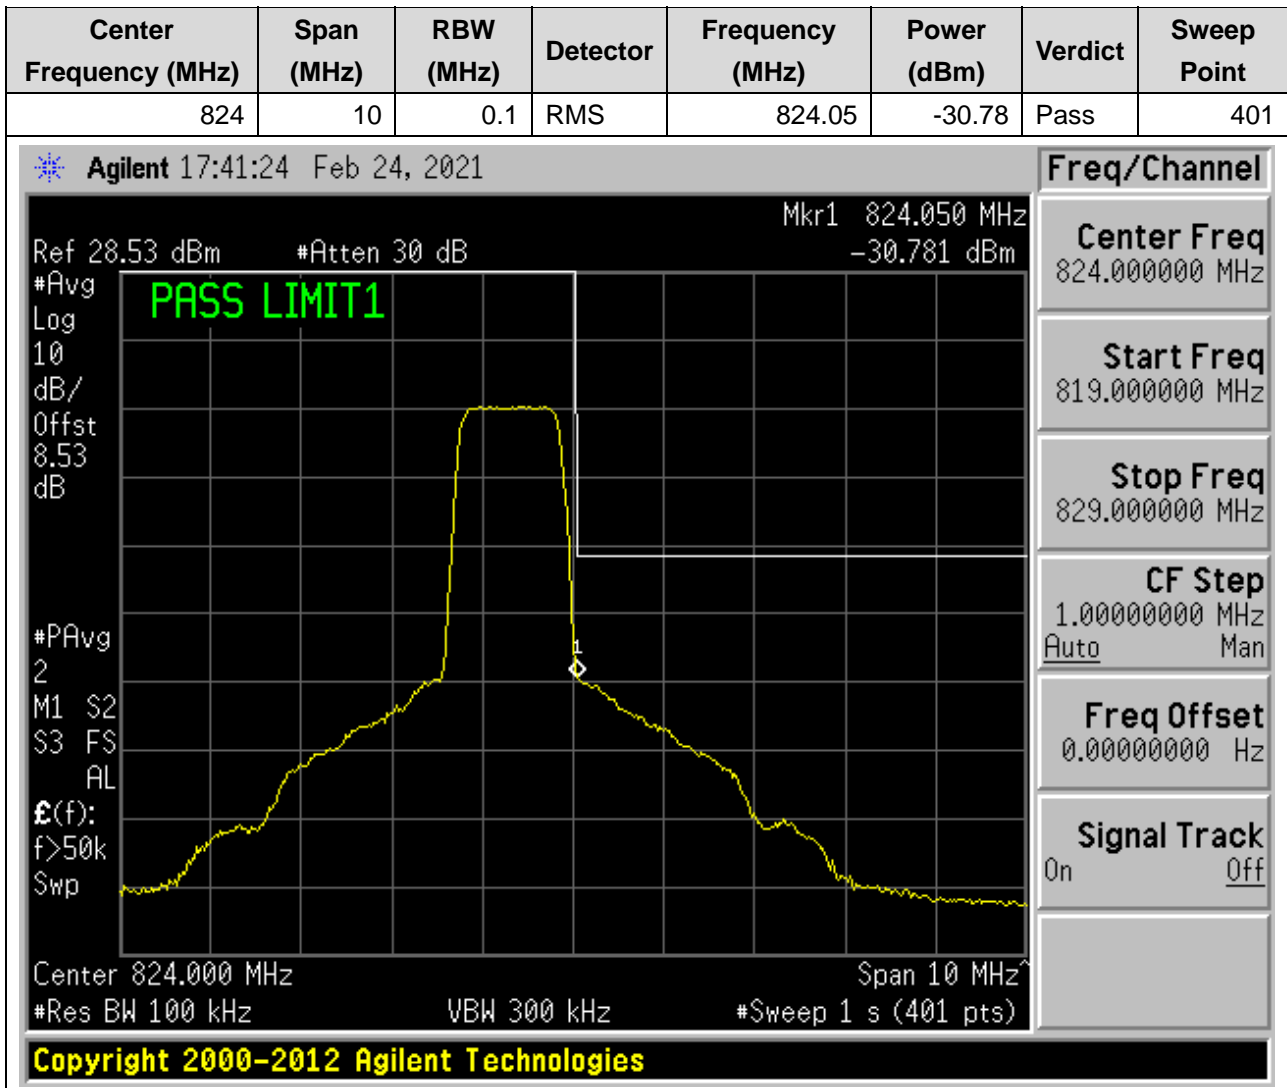 Center Frequency (MHz) Span (MHz) RBW (MHz) Detector Frequency (MHz) Power (dBm) Verdict Sweep Point
824 10 0.1 RMS 824.05 -30.78 Pass 401
Agilent 17:41:24 Feb 24, 2021
Freq/Channel
Mkr1 824.050 MHz
Ref 28.53 dBm #Atten 30 dB -30.781 dBm
#Avg
Log
10
dB/
Offst
8.53
dB
PASS LIMIT1
1
#PAvg
2
M1 S2
S3 FS
AL
£(f):
f>50k
Swp
Center 824.000 MHz Span 10 MHz^
#Res BW 100 kHz VBW 300 kHz #Sweep 1 s (401 pts)
Center Freq
824.000000 MHz
Start Freq
819.000000 MHz
Stop Freq
829.000000 MHz
CF Step
1.00000000 MHz
Auto Man
Freq Offset
0.00000000 Hz
Signal Track
On Off
Copyright 2000-2012 Agilent Technologies